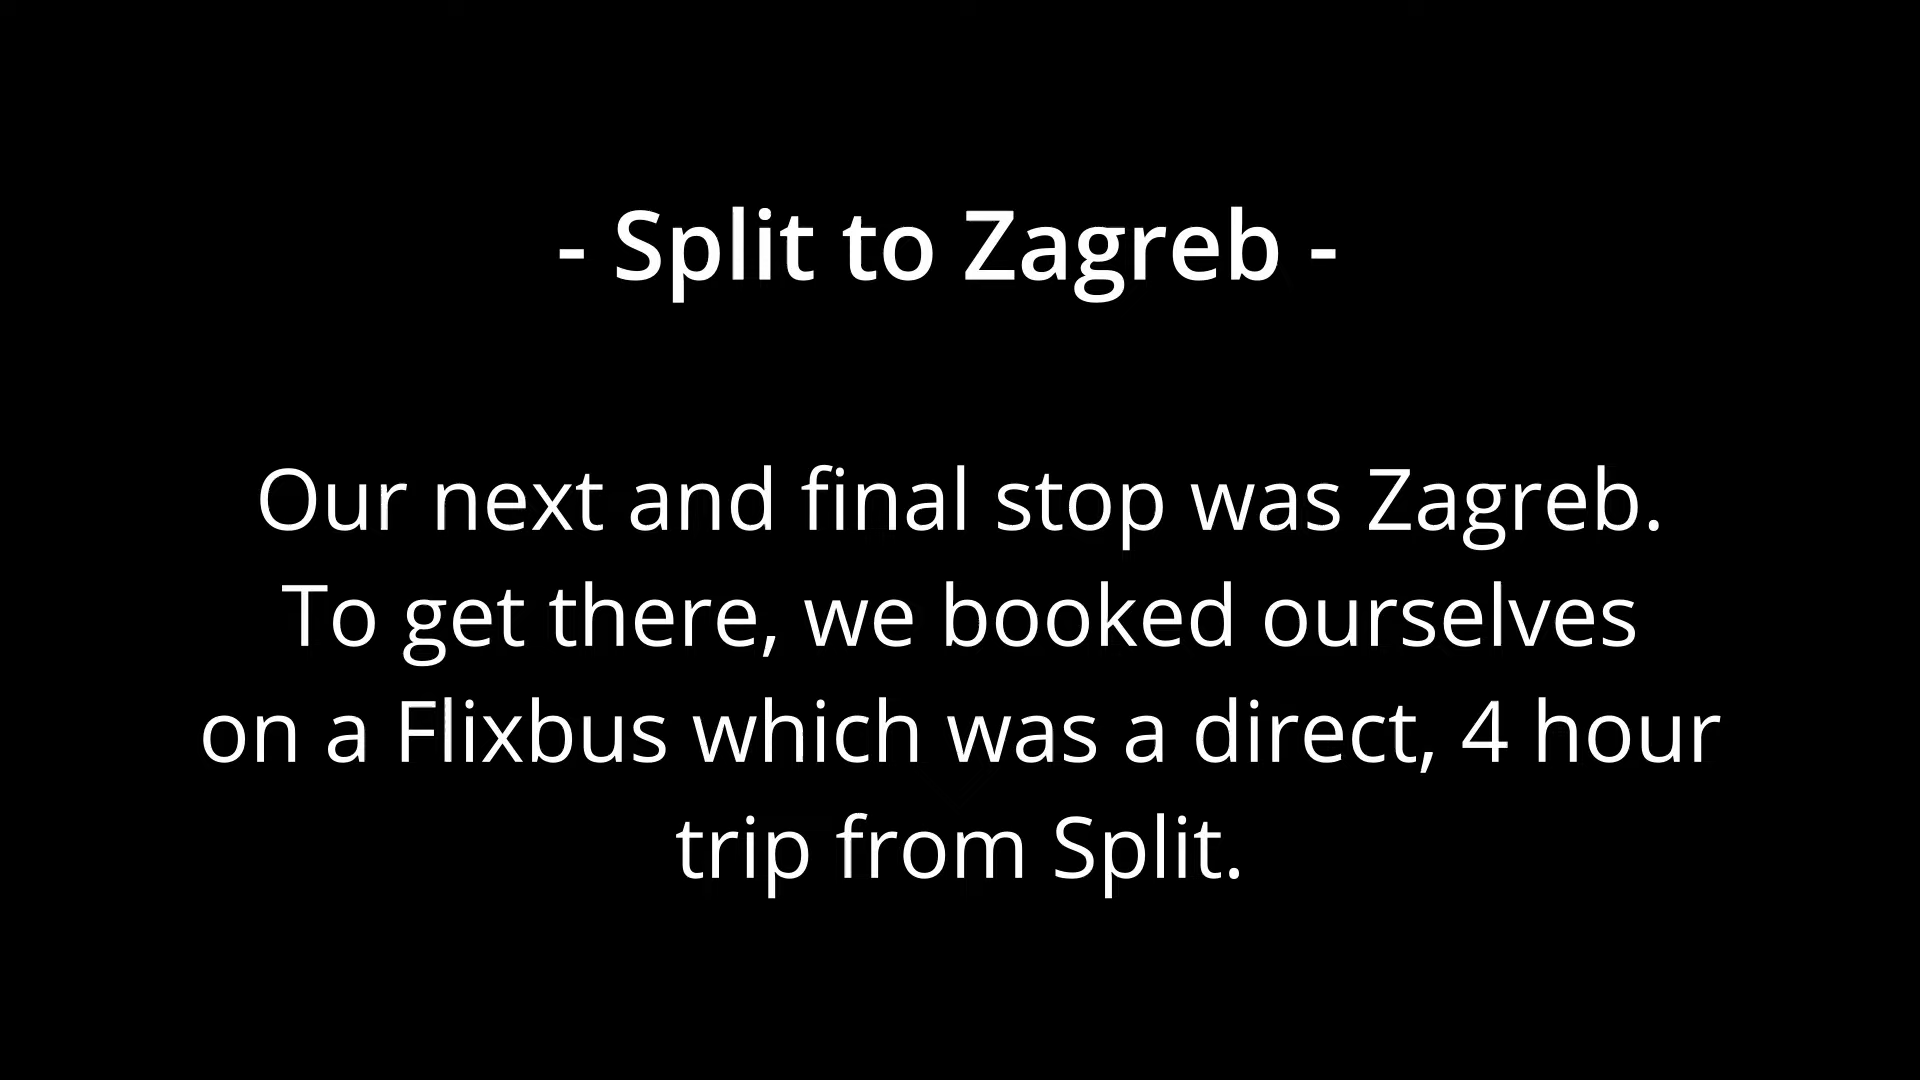 - Split to Zagreb -
Our next and final stop was Zagreb.
To get there, we booked ourselves
on a Flixbus which was a direct, 4 hour
trip from Split.